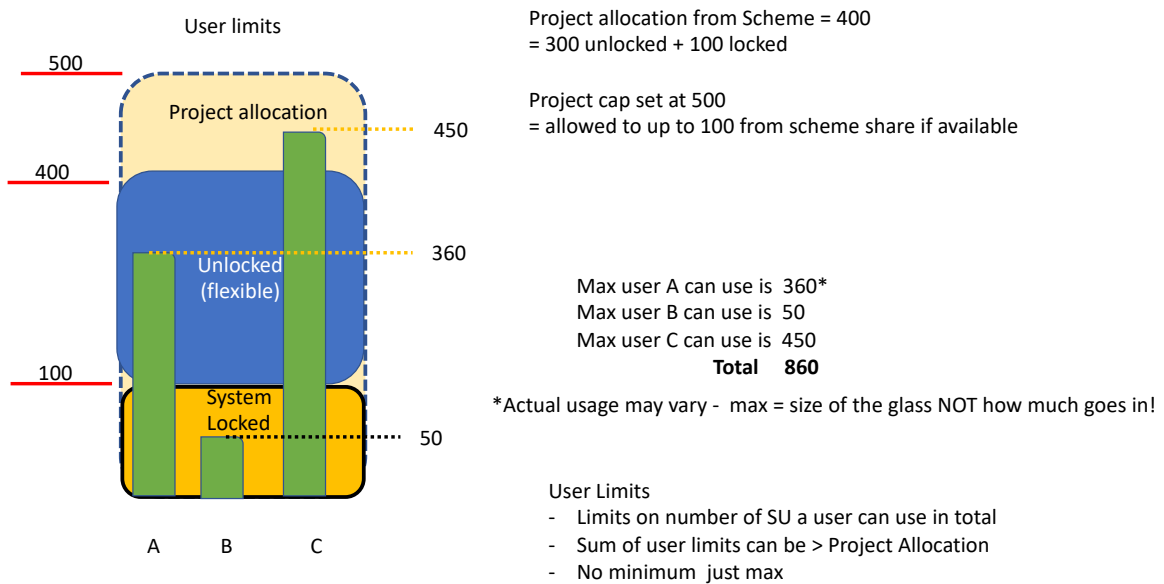 User limits
500
Project allocation
450
400
360
Unlocked
(flexible)
100
System
Locked
50
A B C
Project allocation from Scheme = 400
= 300 unlocked + 100 locked
Project cap set at 500
= allowed to up to 100 from scheme share if available
Max user A can use is 360*
Max user B can use is 50
Max user C can use is 450
Total 860
*Actual usage may vary - max = size of the glass NOT how much goes in!
User Limits
- Limits on number of SU a user can use in total
- Sum of user limits can be > Project Allocation
- No minimum just max